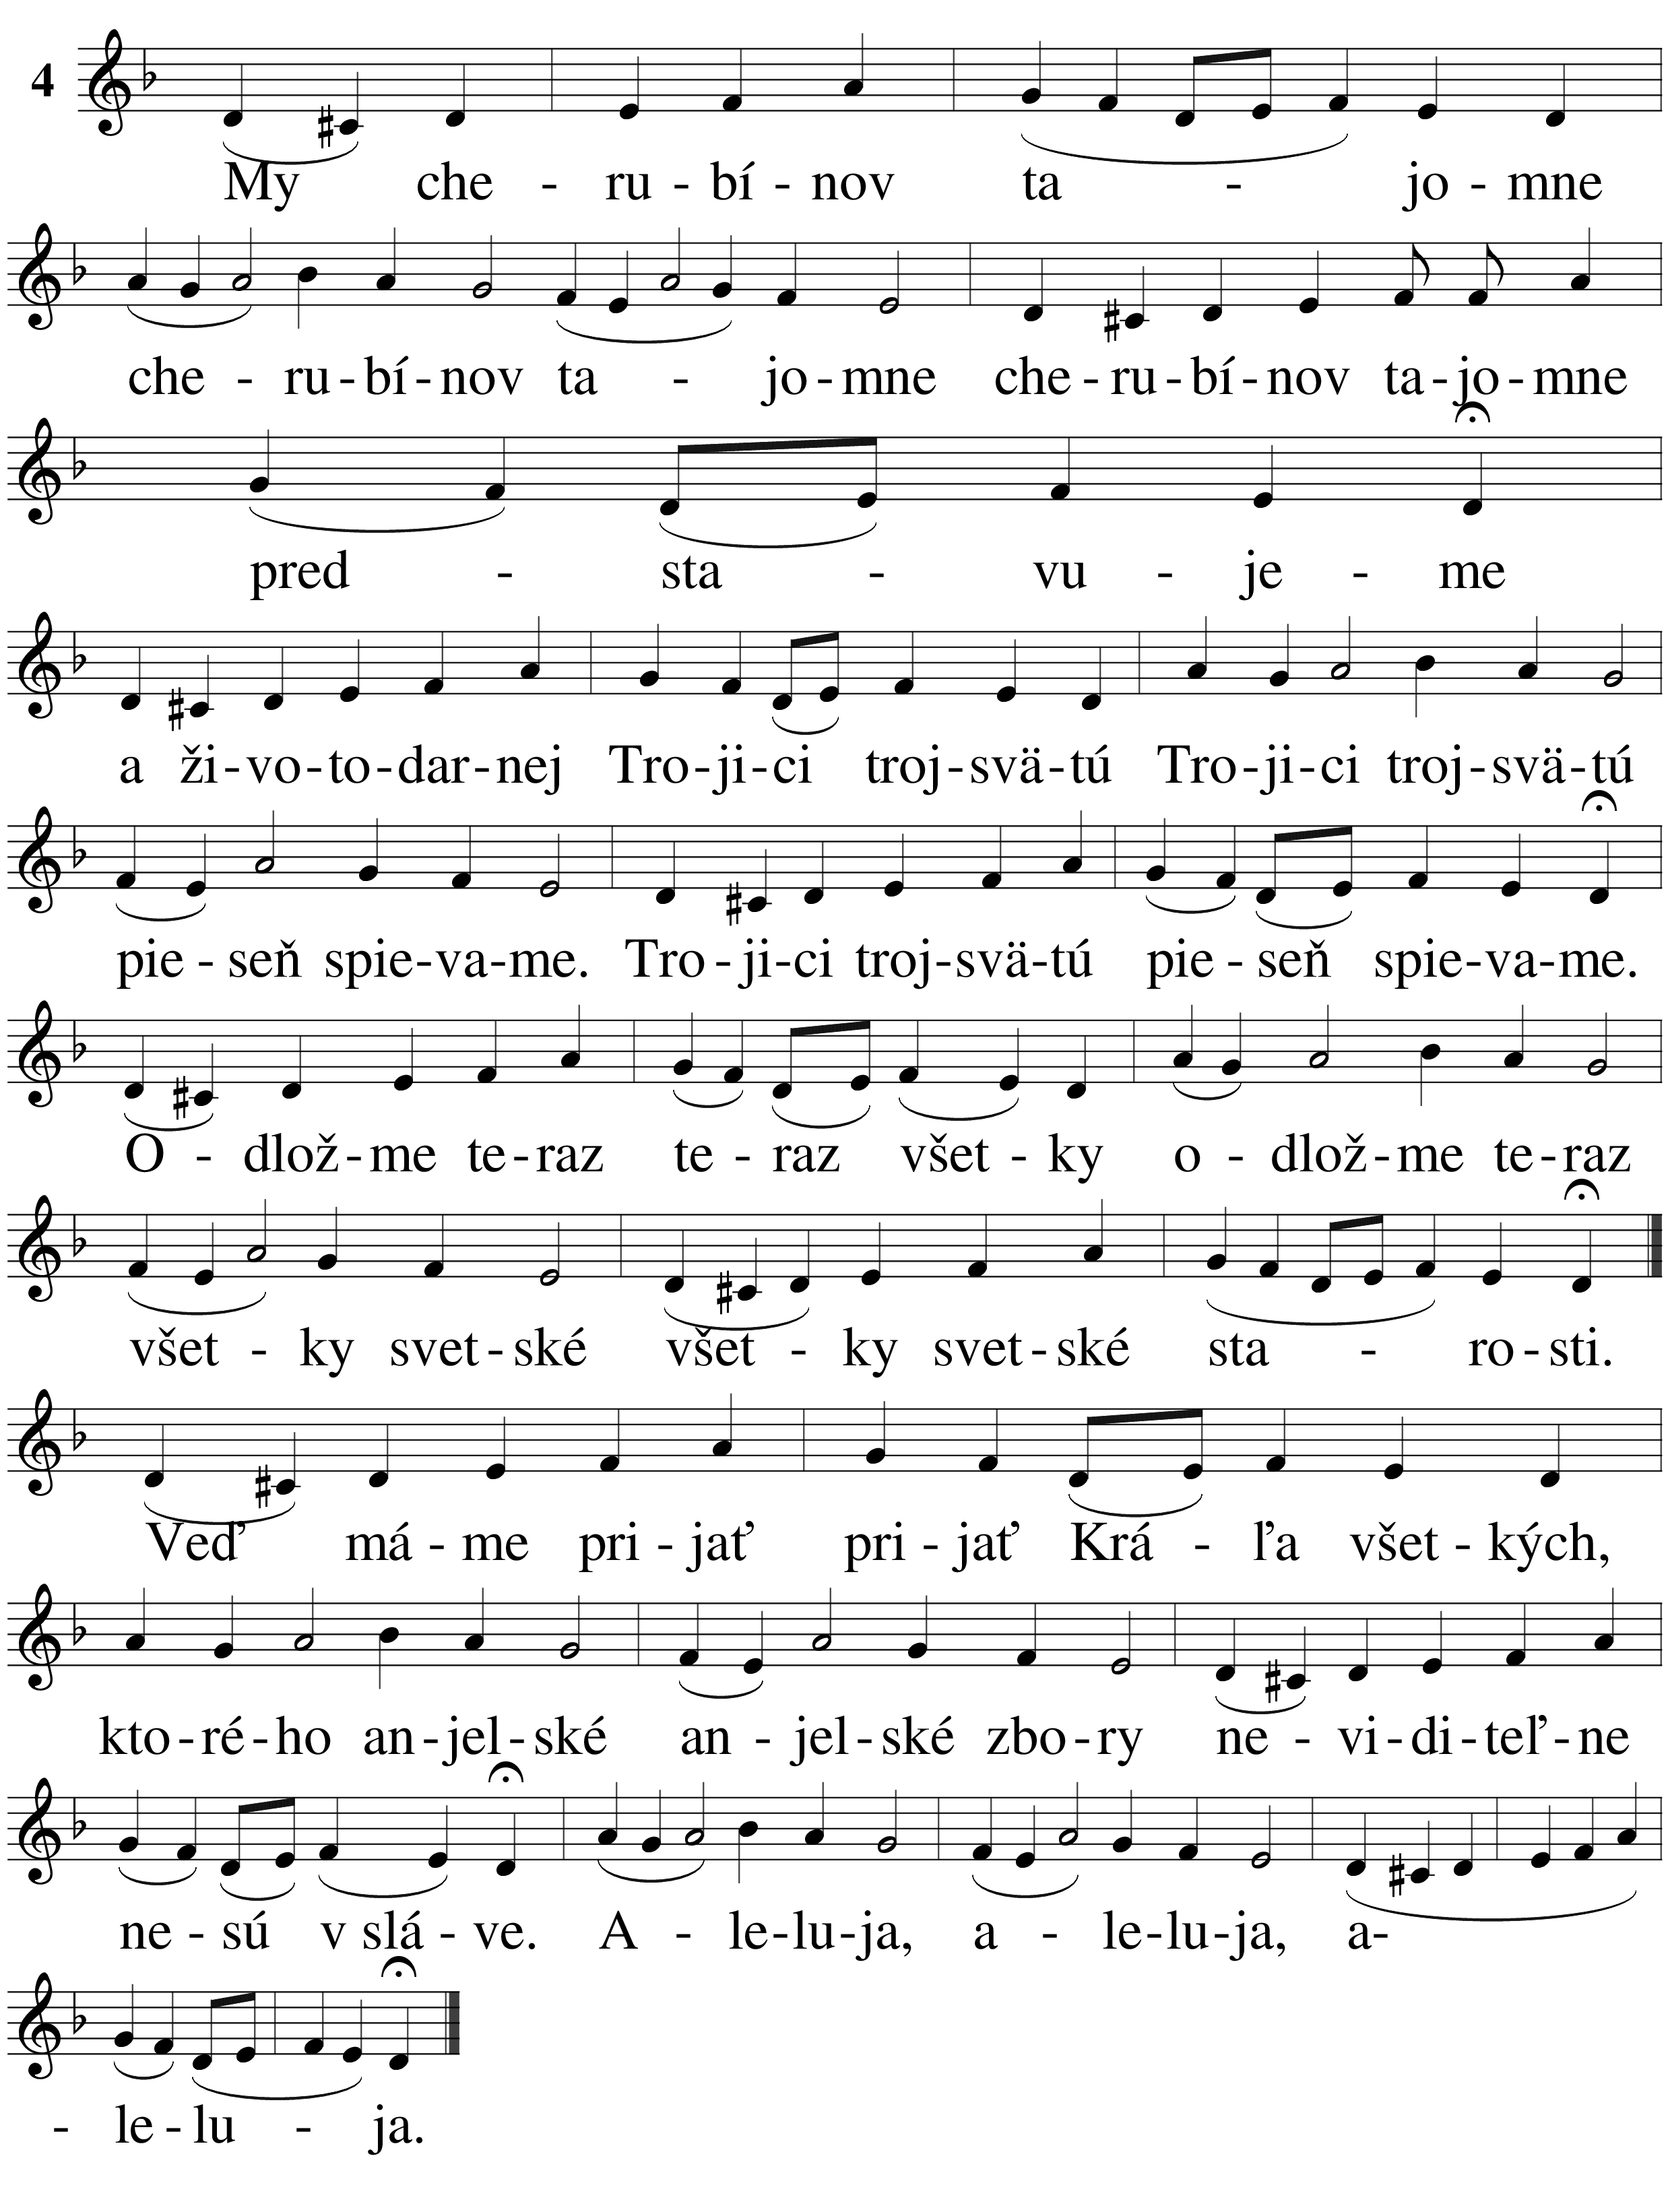 4
My che - ru - bí - nov ta - jo - mne
che - ru - bí - nov ta - jo - mne che - ru - bí - nov ta - jo - mne
pred - sta - vu - je - me
a ži - vo - to - dar - nej Tro - ji - ci troj - svä - tú Tro - ji - ci troj - svä - tú
pie - seň spie - va - me. Tro - ji - ci troj - svä - tú pie - seň spie - va - me.
O - dlož - me te - raz te - raz všet - ky o - dlož - me te - raz
všet - ky svet - ské všet - ky svet - ské sta - ro - sti.
Veď má - me pri - jať pri - jať Krá - ľa všet - kých,
kto - ré - ho an - jel - ské an - jel - ské zbo - ry ne - vi - di - teľ - ne
ne - sú v slá - ve. A - le - lu - ja, a - le - lu - ja, a-
- le - lu - ja.